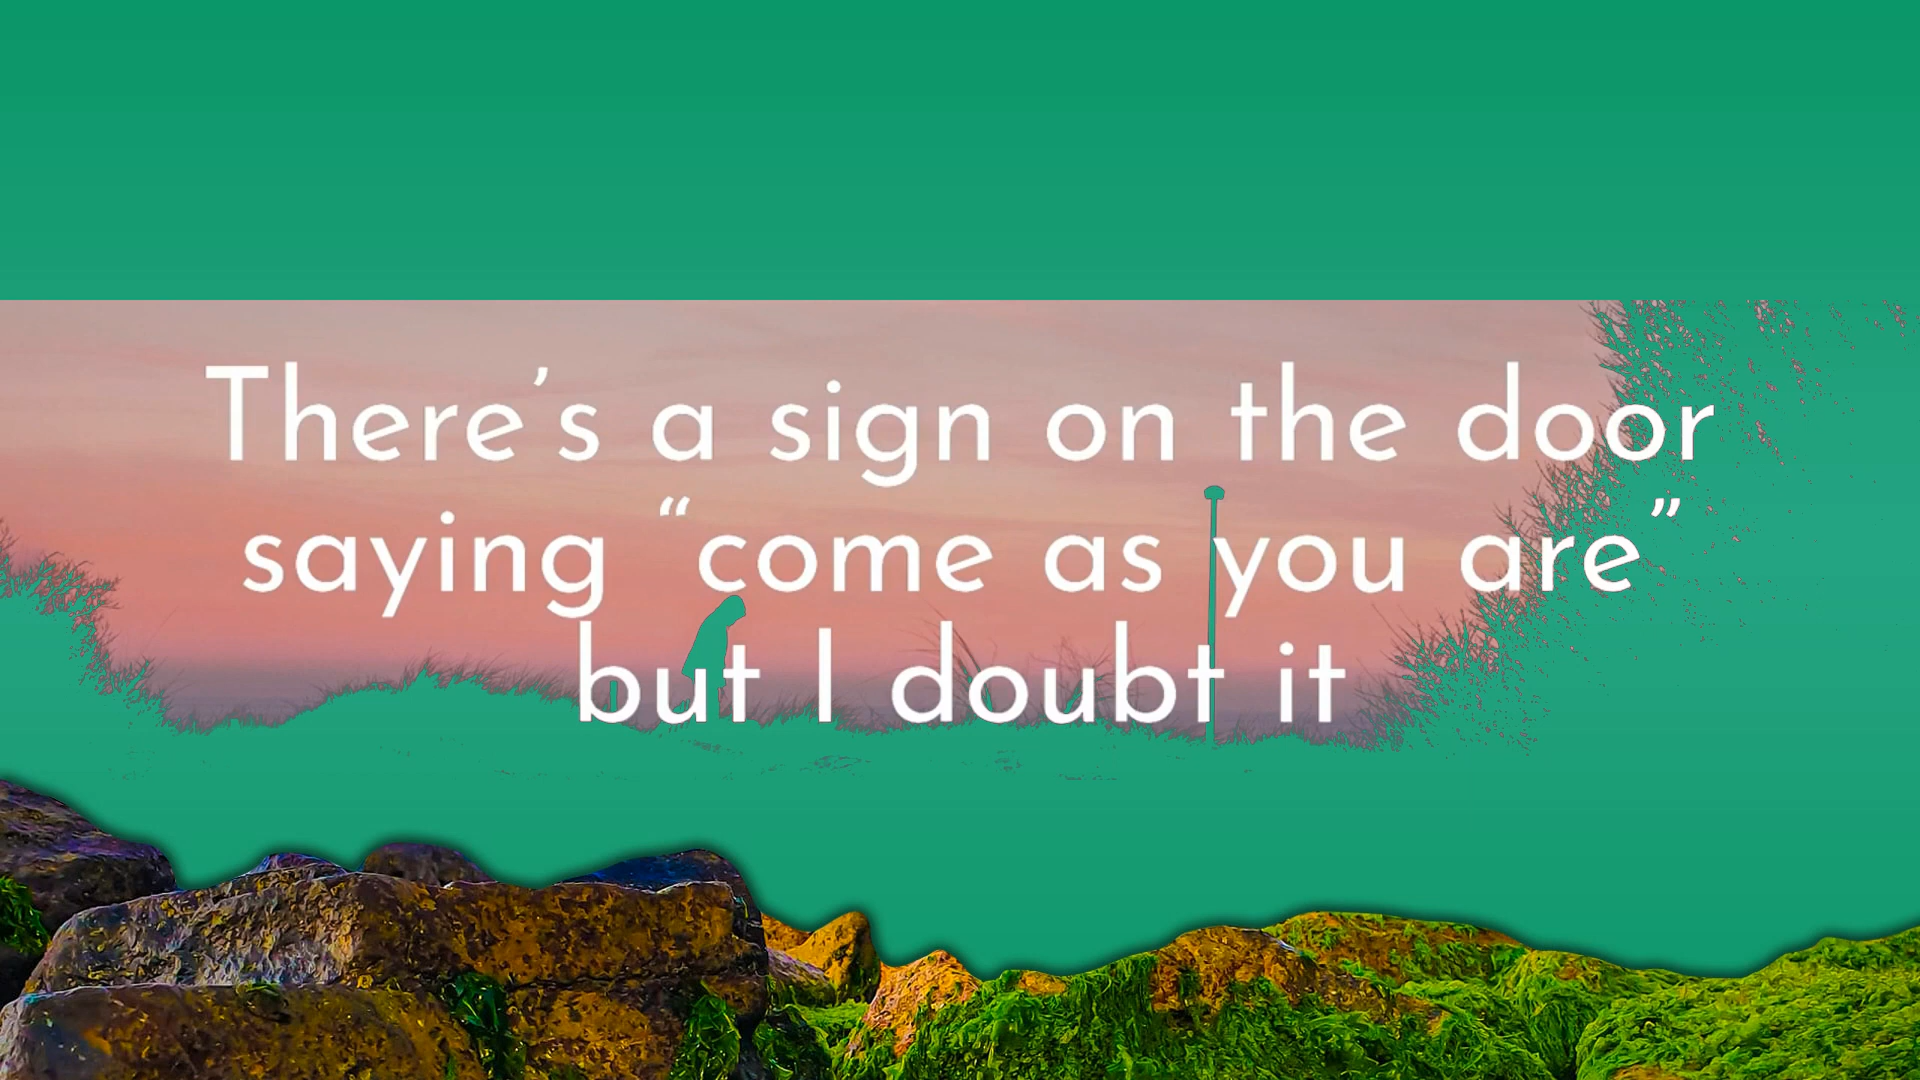 There’s a sign on the door
saying “come as you are”
but I doubt it